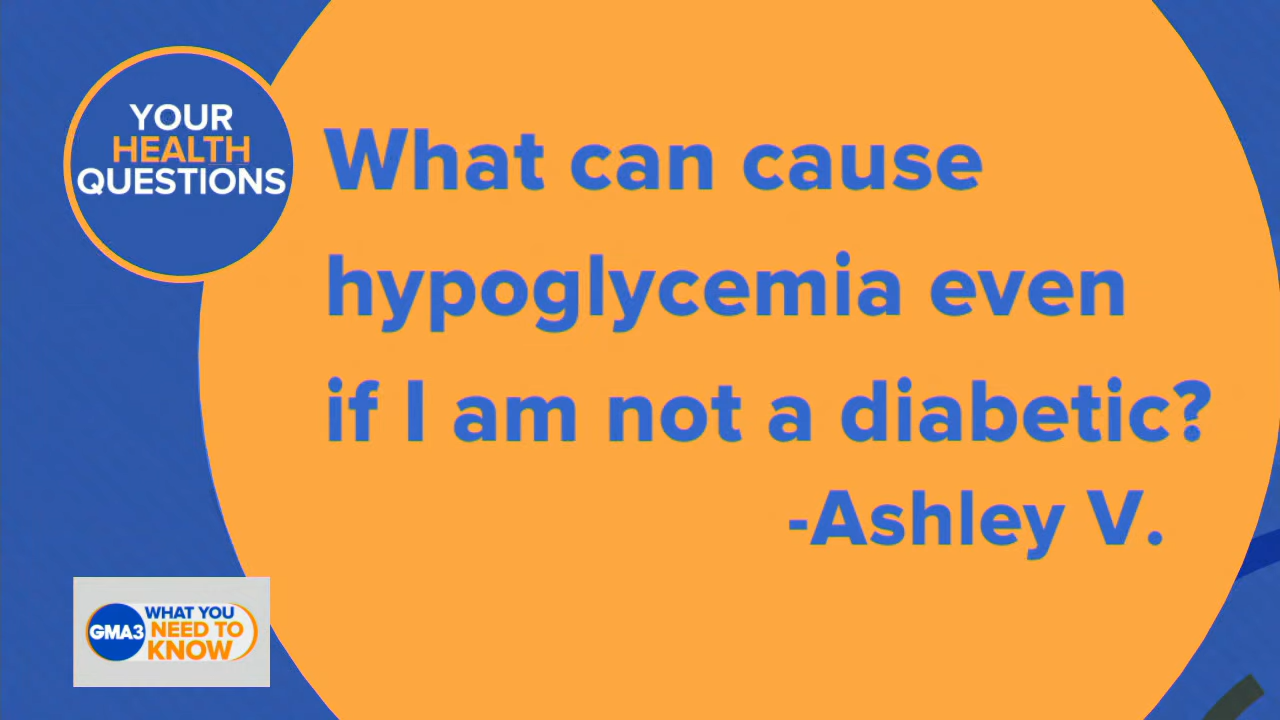 YOUR
HEALTH
QUESTIONS
What can cause
hypoglycemia even
if I am not a diabetic?
-Ashley V.
GMA3
WHAT YOU
NEED TO
KNOW